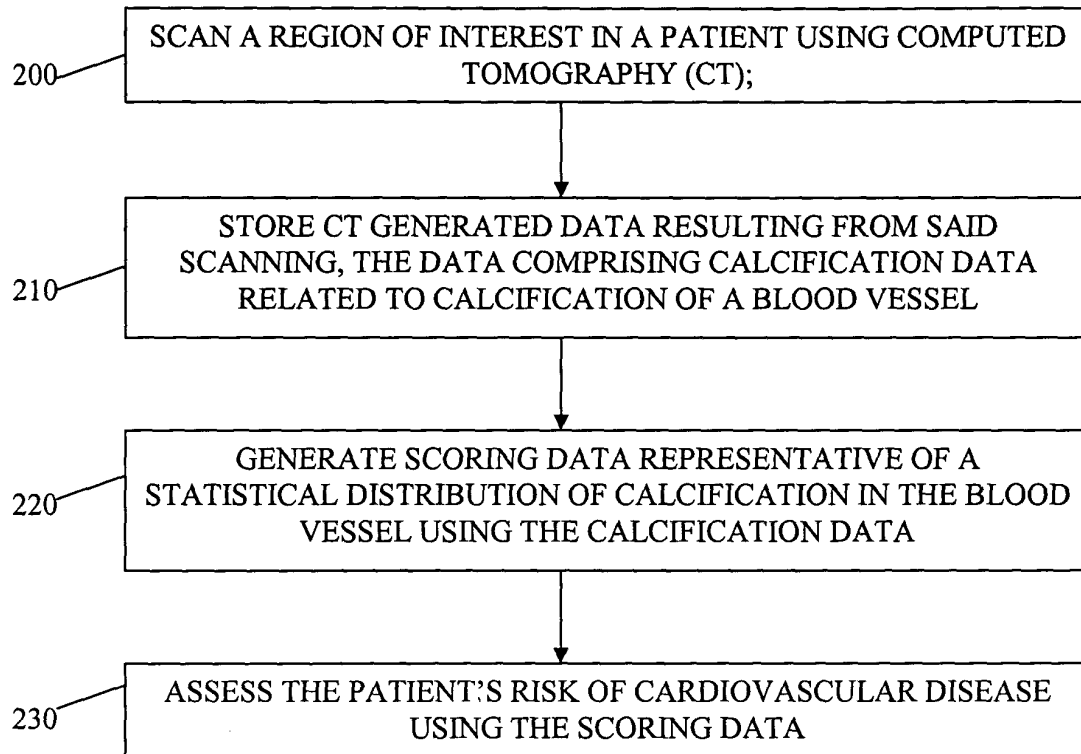 200
SCAN A REGION OF INTEREST IN A PATIENT USING COMPUTED
TOMOGRAPHY (CT);
210
STORE CT GENERATED DATA RESULTING FROM SAID
SCANNING, THE DATA COMPRISING CALCIFICATION DATA
RELATED TO CALCIFICATION OF A BLOOD VESSEL
220
GENERATE SCORING DATA REPRESENTATIVE OF A
STATISTICAL DISTRIBUTION OF CALCIFICATION IN THE BLOOD
VESSEL USING THE CALCIFICATION DATA
230
ASSESS THE PATIENT'S RISK OF CARDIOVASCULAR DISEASE
USING THE SCORING DATA